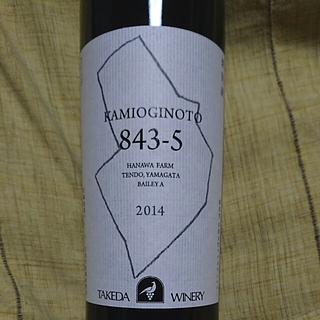 KAMIOGINOTO
843-5
HANAWA FARM
TENDO, YAMAGATA
BAILEY A
2014
TAKEDA WINERY